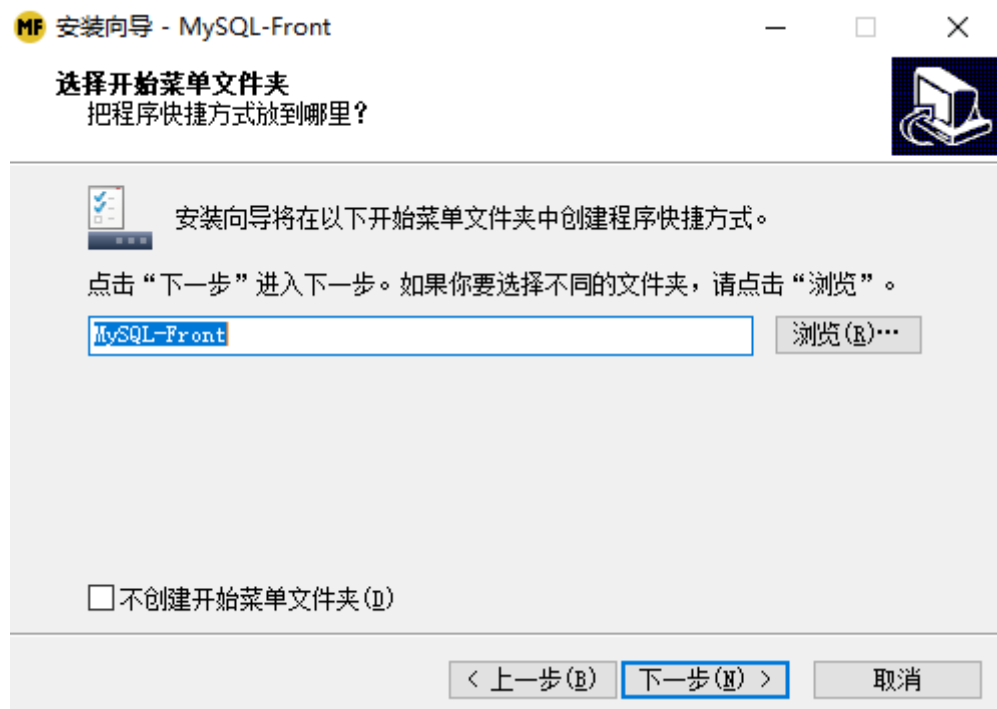 MF 安装向导 - MySQL-Front
选择开始菜单文件夹
把程序快捷方式放到哪里?
安装向导将在以下开始菜单文件夹中创建程序快捷方式。
点击“下一步”进入下一步。如果你要选择不同的文件夹，请点击“浏览”。
MySQL-Front
浏览(R)…
不创建开始菜单文件夹(D)
< 上一步(B) 下一步(N) > 取消